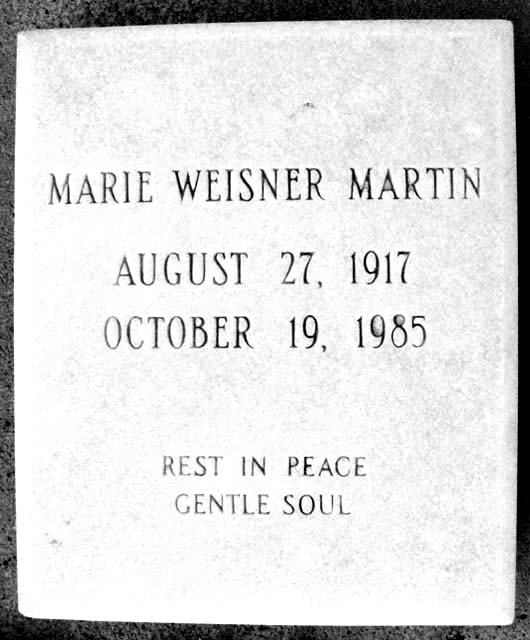 MARIE WEISNER MARTIN
AUGUST 27, 1917
OCTOBER 19, 1985
REST IN PEACE
GENTLE SOUL